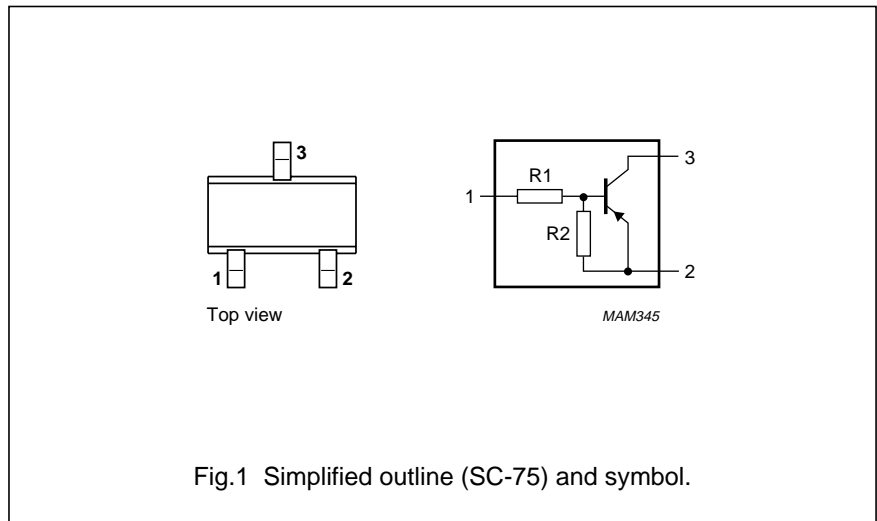 3
1
2
Top view
1
R1
R2
3
2
MAM345
Fig.1 Simplified outline (SC-75) and symbol.